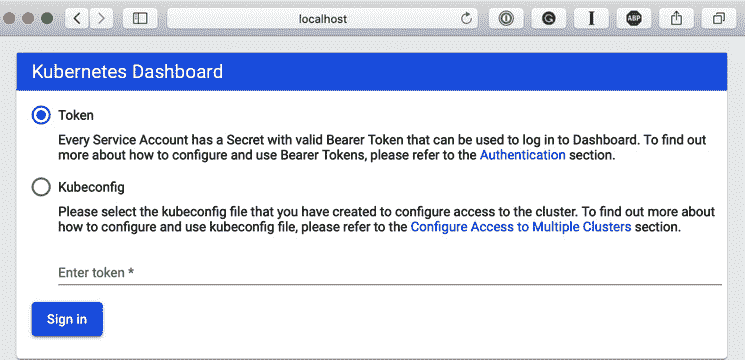 localhost
ABP
Kubernetes Dashboard
Token
Every Service Account has a Secret with valid Bearer Token that can be used to log in to Dashboard. To find out
more about how to configure and use Bearer Tokens, please refer to the Authentication section.
Kubeconfig
Please select the kubeconfig file that you have created to configure access to the cluster. To find out more about
how to configure and use kubeconfig file, please refer to the Configure Access to Multiple Clusters section.
Enter token *
Sign in